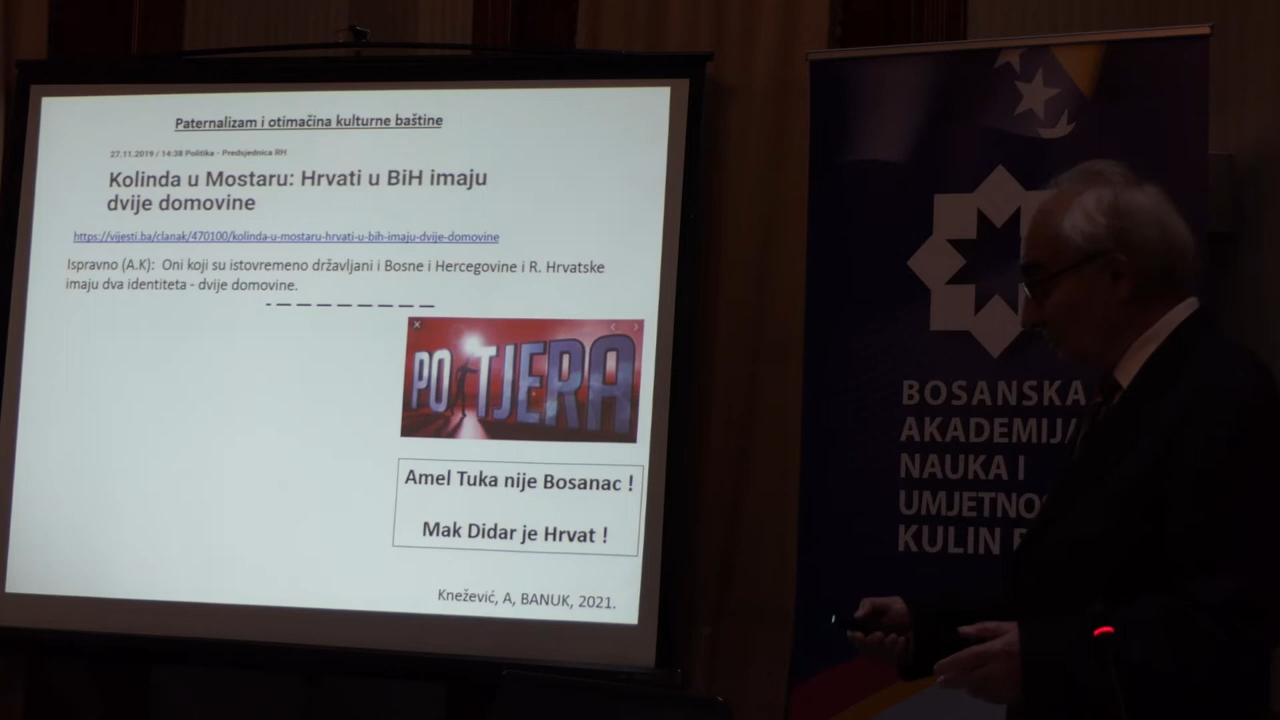 Paternalizam i otimačina kulturne baštine
27.11.2019 / 14:38 Politika - Predsjednica RH
Kolinda u Mostaru: Hrvati u BiH imaju
dvije domovine
https://vijesti.ba/clanak/470100/kolinda-u-mostaru-hrvati-u-bih-imaju-dvije-domovine
Ispravno (A.K): Oni koji su istovremeno državljani i Bosne i Hercegovine i R. Hrvatske
imaju dva identiteta - dvije domovine.
POTJERA
Amel Tuka nije Bosanac !
Mak Didar je Hrvat !
Knežević, A, BANUK, 2021.
BOSANSKA
AKADEMIJA
NAUKA I
UMJETNOS
KULIN